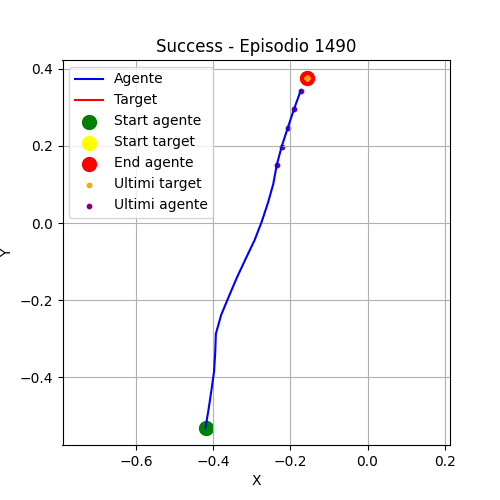 Success - Episodio 1490
Agente
Target
Start agente
Start target
End agente
Ultimi target
Ultimi agente
0.4
0.2
0.0
−0.2
−0.4
Y
−0.6
−0.4
−0.2
0.0
0.2
X